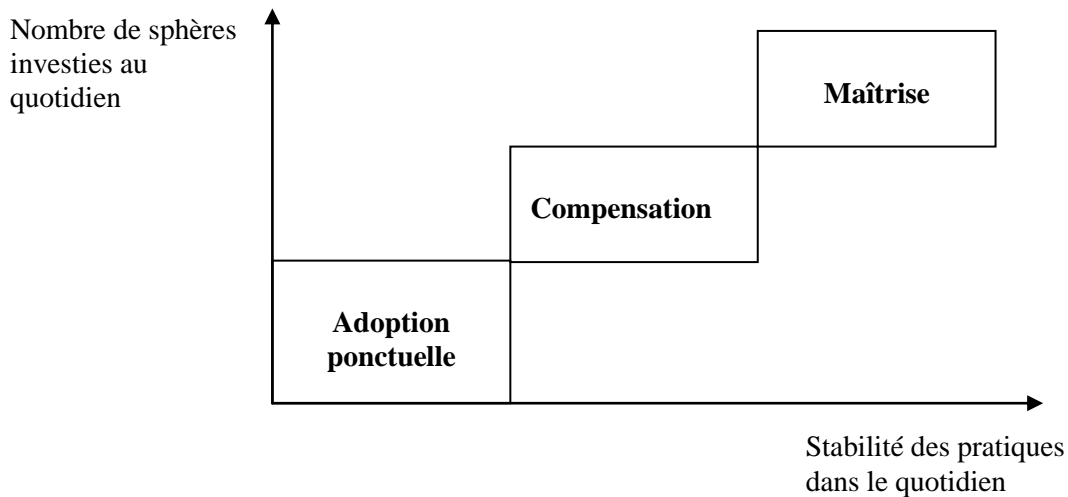 Nombre de sphères
investies au
quotidien
Maîtrise
Compensation
Adoption
ponctuelle
Stabilité des pratiques
dans le quotidien